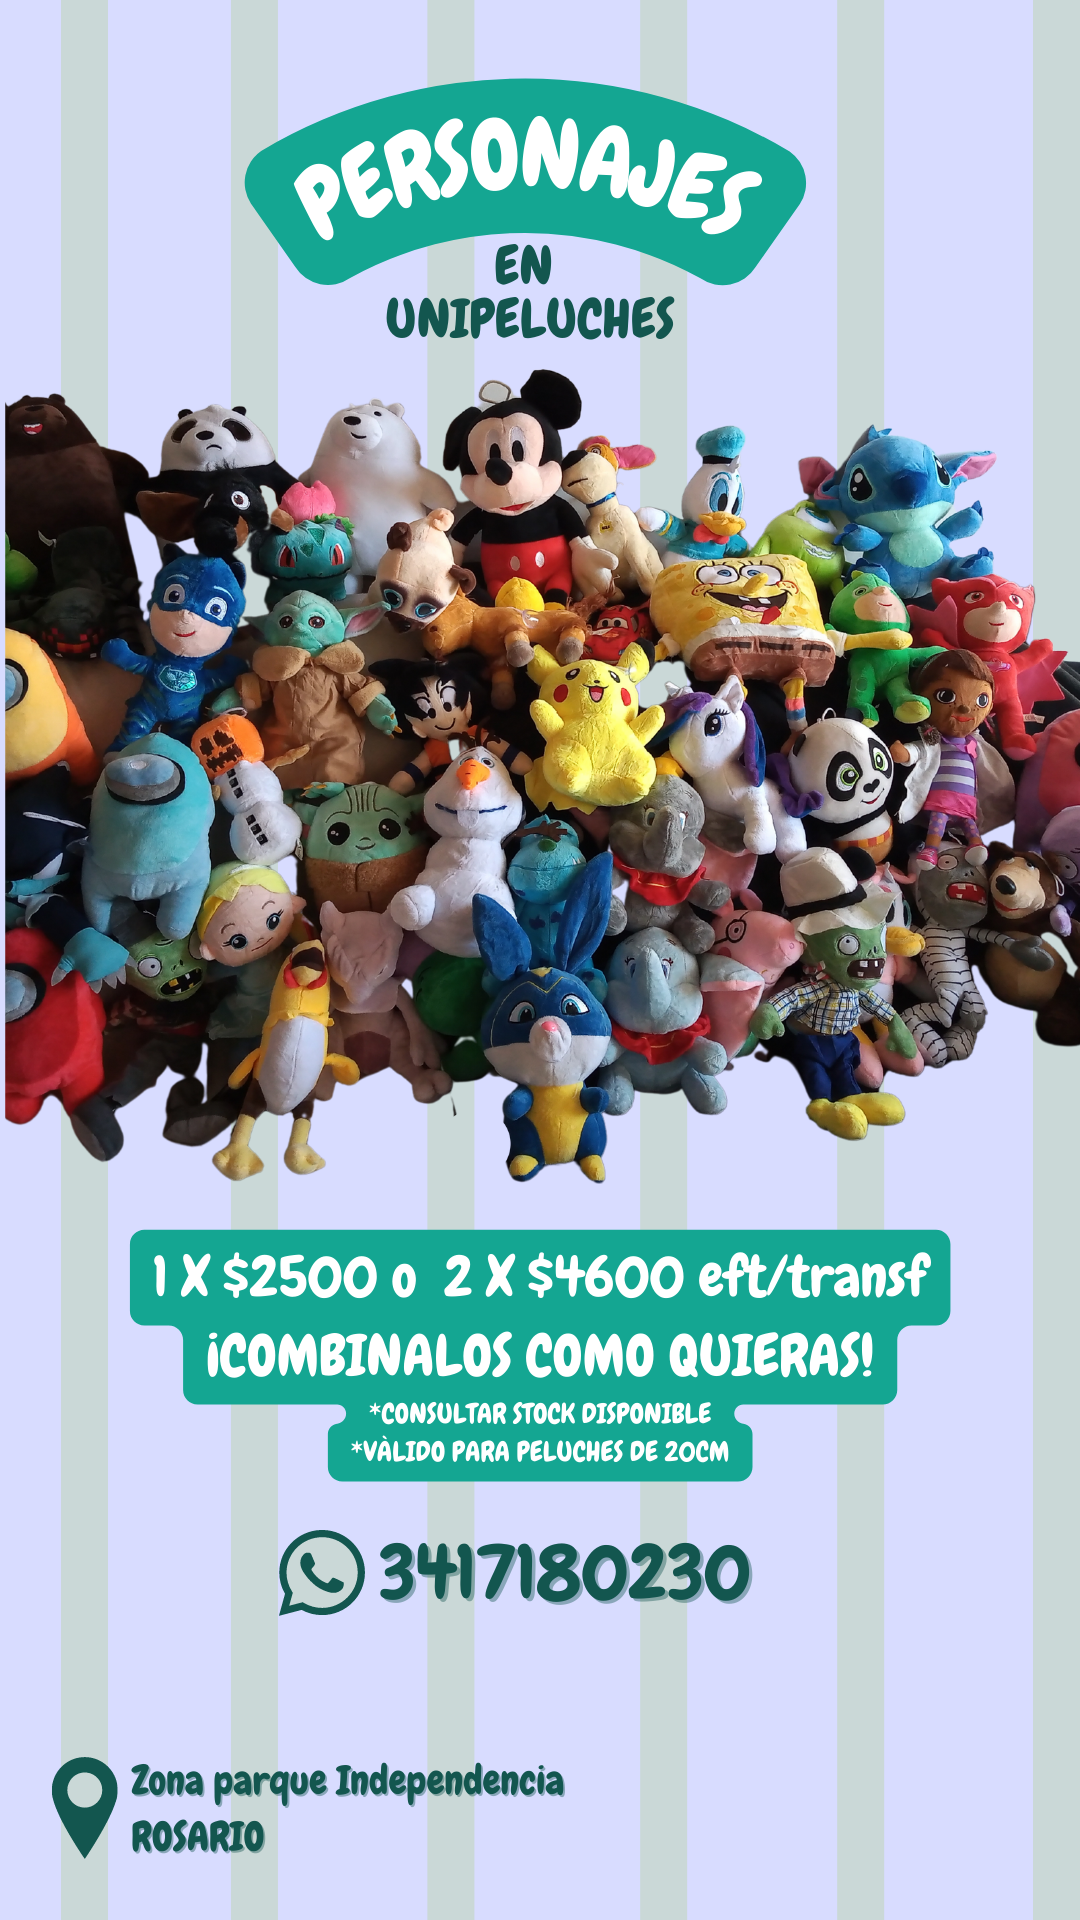 PERSONAJES
EN
UNIPELUCHES
1 X $2500 o 2 X $4600 eft/transf
¡COMBINALOS COMO QUIERAS!
*CONSULTAR STOCK DISPONIBLE
*VÀLIDO PARA PELUCHES DE 20CM
3417180230
Zona parque Independencia
ROSARIO